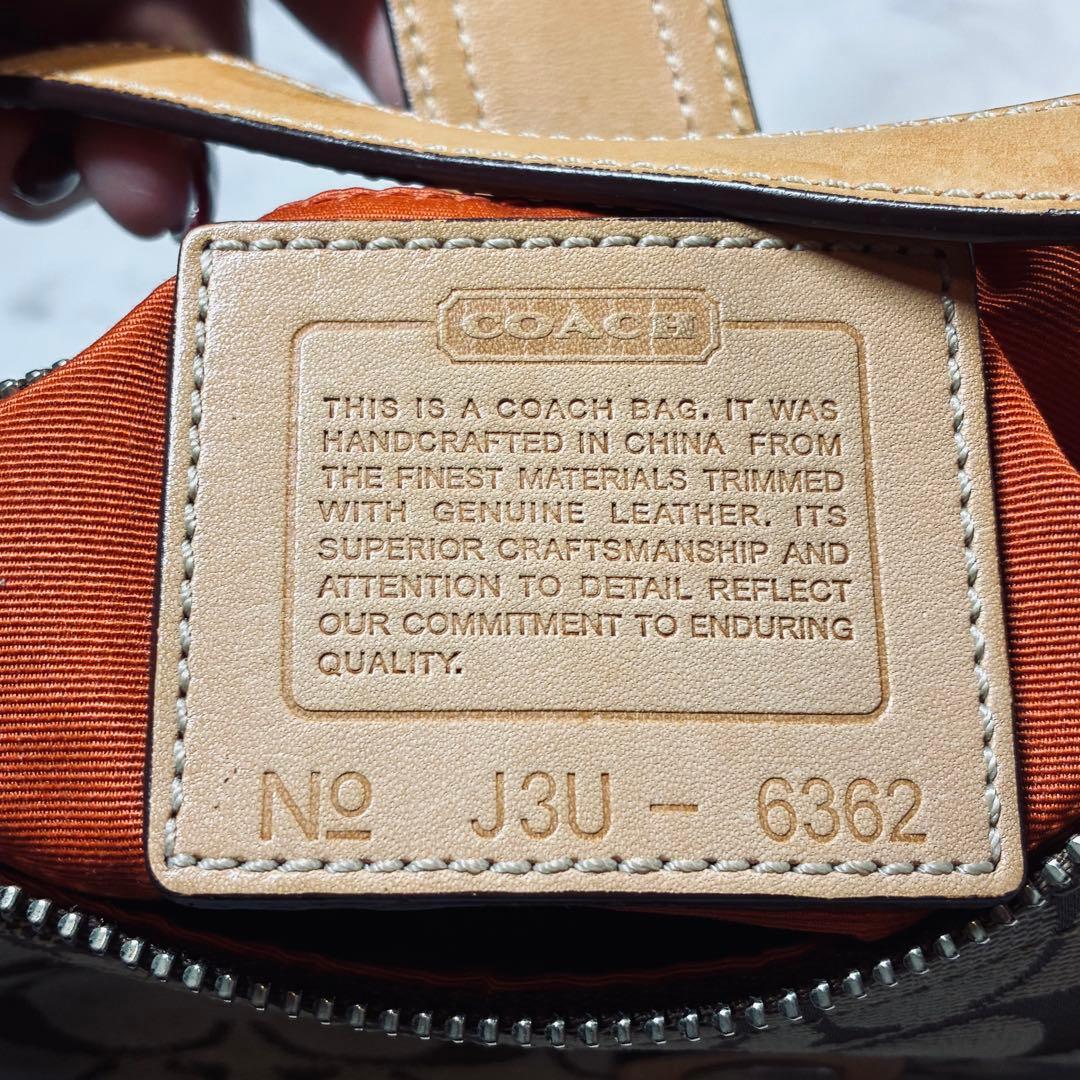 COACH
THIS IS A COACH BAG. IT WAS
HANDCRAFTED IN CHINA FROM
THE FINEST MATERIALS TRIMMED
WITH GENUINE LEATHER. ITS
SUPERIOR CRAFTSMANSHIP AND
ATTENTION TO DETAIL REFLECT
OUR COMMITMENT TO ENDURING
QUALITY.
Nº J3U - 6362